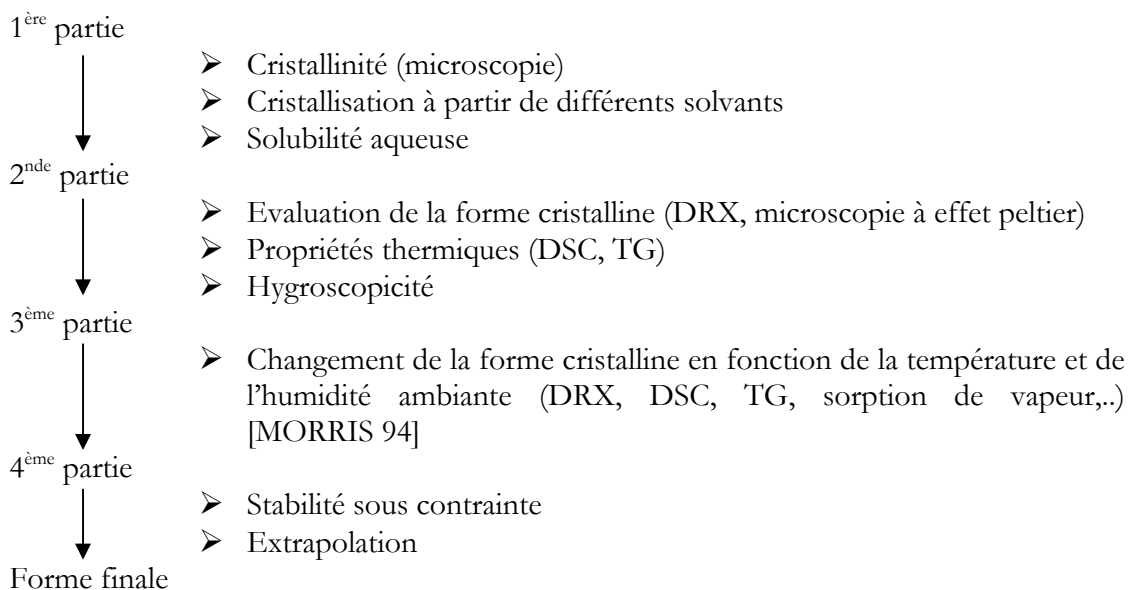 1ère partie
➢ Cristallinité (microscopie)
➢ Cristallisation à partir de différents solvants
➢ Solubilité aqueuse
2nde partie
➢ Evaluation de la forme cristalline (DRX, microscopie à effet peltier)
➢ Propriétés thermiques (DSC, TG)
➢ Hygroscopicité
3ème partie
➢ Changement de la forme cristalline en fonction de la température et de
l'humidité ambiante (DRX, DSC, TG, sorption de vapeur,..)
[MORRIS 94]
4ème partie
➢ Stabilité sous contrainte
➢ Extrapolation
Forme finale